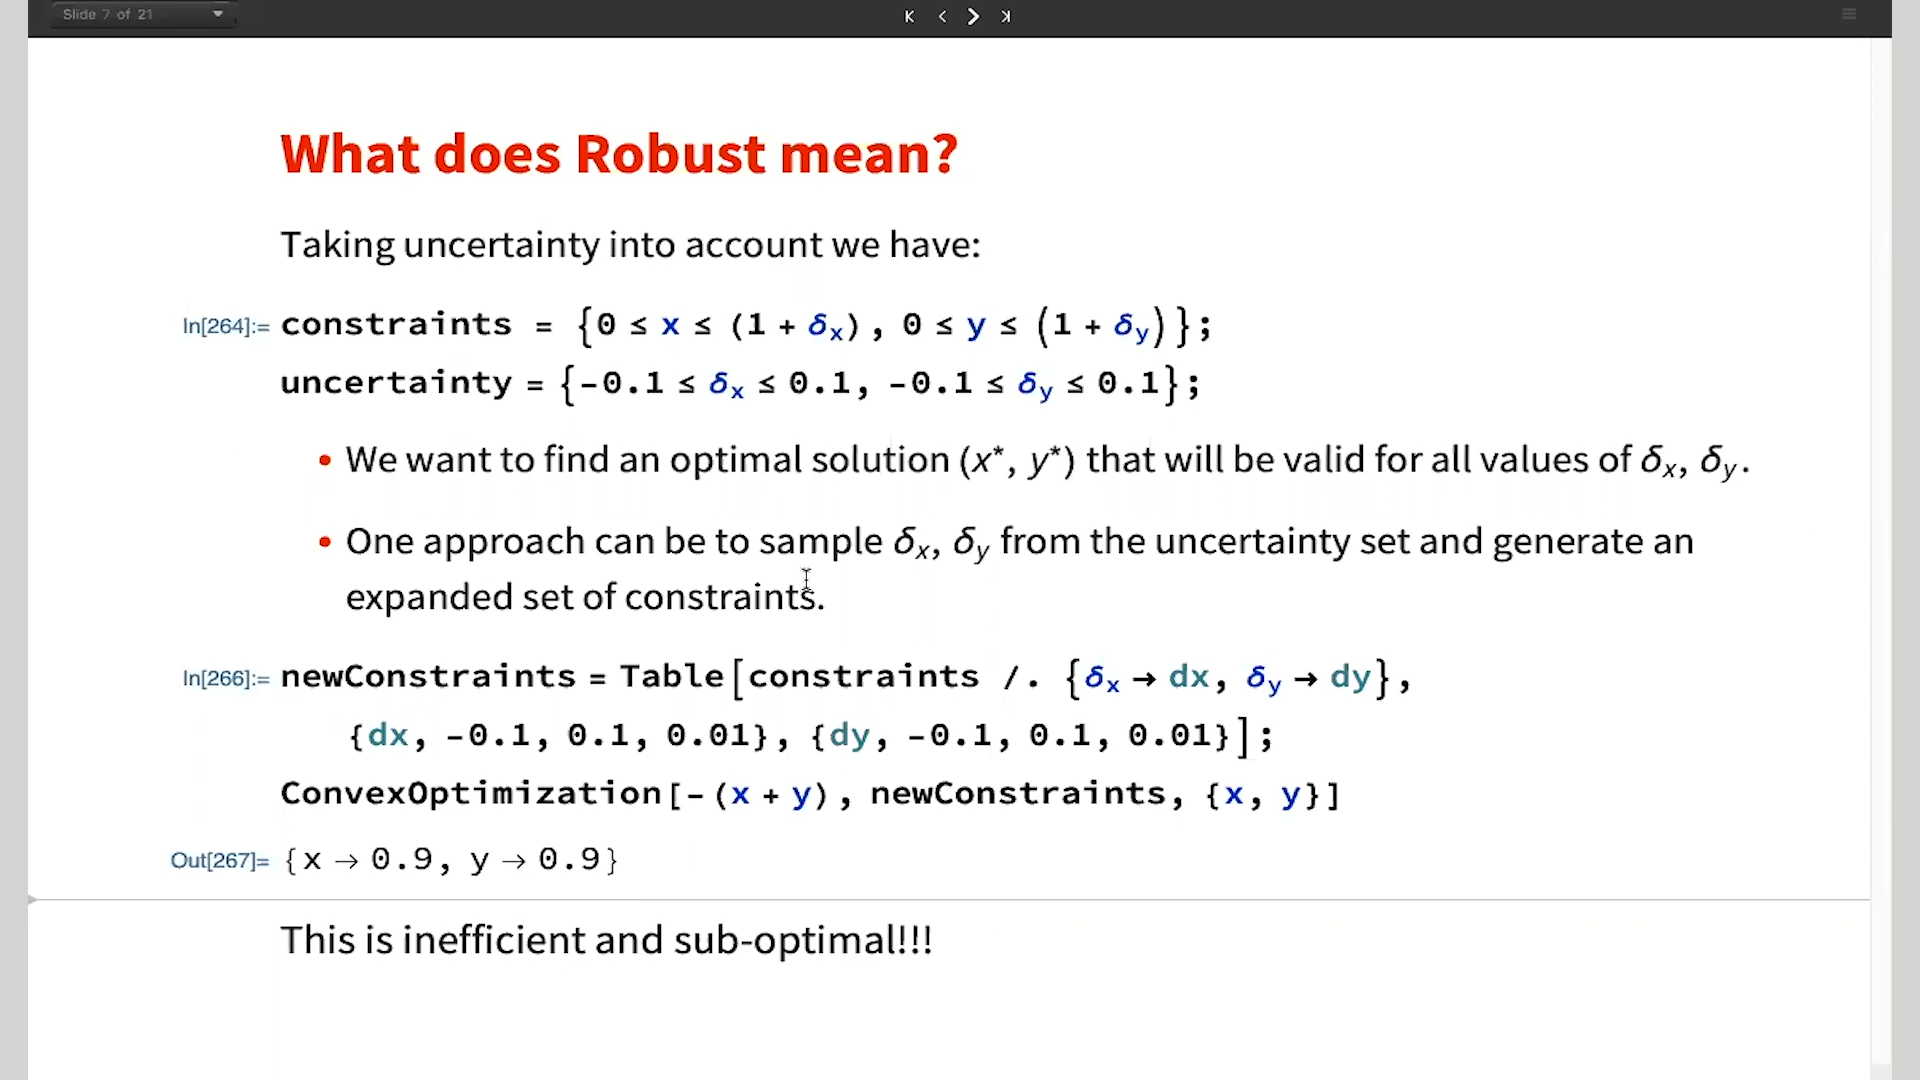 Slide 7 of 21
What does Robust mean?
Taking uncertainty into account we have:
In[264]:= constraints = {0 ≤ x ≤ (1 + δx), 0 ≤ y ≤ (1 + δy)};
uncertainty = {-0.1 ≤ δx ≤ 0.1, -0.1 ≤ δy ≤ 0.1};
• We want to find an optimal solution (x*, y*) that will be valid for all values of δx, δy.
• One approach can be to sample δx, δy from the uncertainty set and generate an
expanded set of constraints.
In[266]:= newConstraints = Table[constraints /. {δx → dx, δy → dy},
{dx, -0.1, 0.1, 0.01}, {dy, -0.1, 0.1, 0.01}];
ConvexOptimization[-(x + y), newConstraints, {x, y}]
Out[267]= {x → 0.9, y → 0.9}
This is inefficient and sub-optimal!!!